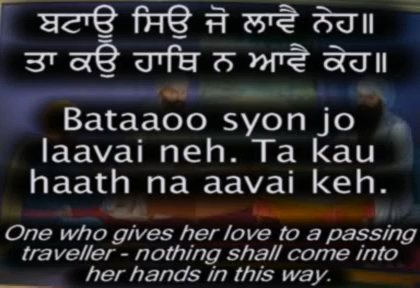 ਬਟਾਊ ਸਿਉ ਜੋ ਲਾਵੈ ਨੇਹ॥
ਤਾ ਕਉ ਹਾਥਿ ਨ ਆਵੈ ਕੇਹ॥
Bataaoo syon jo
laavai neh. Ta kau
haath na aavai keh.
One who gives her love to a passing
traveller - nothing shall come into
her hands in this way.